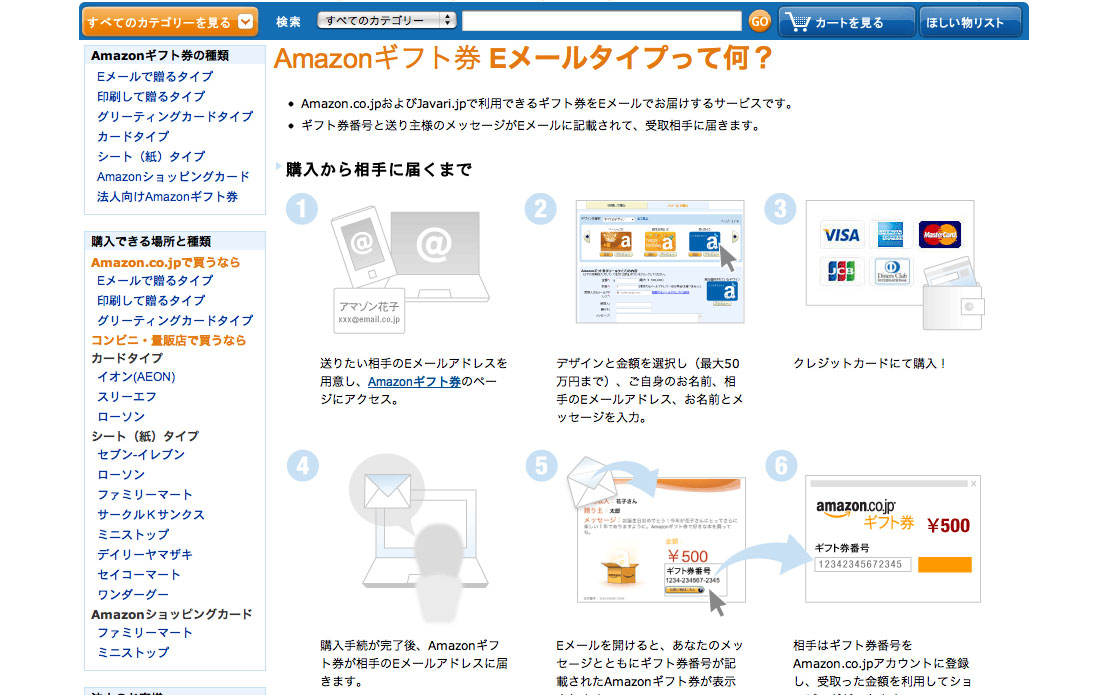 すべてのカテゴリーを見る
検索
すべてのカテゴリー
GO
カートを見る
ほしい物リスト
Amazonギフト券の種類
Eメールで贈るタイプ
印刷して贈るタイプ
グリーティングカードタイプ
カードタイプ
シート（紙）タイプ
Amazonショッピングカード
法人向けAmazonギフト券
購入できる場所と種類
Amazon.co.jpで買うなら
Eメールで贈るタイプ
印刷して贈るタイプ
グリーティングカードタイプ
コンビニ・量販店で買うなら
カードタイプ
イオン(AEON)
スリーエフ
ローソン
シート（紙）タイプ
セブン-イレブン
ローソン
ファミリーマート
サークルＫサンクス
ミニストップ
デイリーヤマザキ
セイコーマート
ワンダーグー
Amazonショッピングカード
ファミリーマート
ミニストップ
Amazonギフト券 Eメールタイプって何？
Amazon.co.jpおよびJavari.jpで利用できるギフト券をEメールでお届けするサービスです。
ギフト券番号と送り主様のメッセージがEメールに記載されて、受取相手に届きます。
購入から相手に届くまで
1
@
@
アマゾン花子
xxx@email.co.jp
送りたい相手のEメールアドレスを
用意し、Amazonギフト券のペー
ジにアクセス。
2
デザインと金額を選択し（最大50
万円まで）、ご自身のお名前、相
手のEメールアドレス、お名前とメ
ッセージを入力。
3
VISA
MasterCard
JCB
Diners Club
クレジットカードにて購入！
4
購入手続が完了後、Amazonギフ
ト券が相手のEメールアドレスに届
きます。
5
花子さん
贈り主：太郎
金額：
￥500
ギフト券番号
1234-234567-2345
Eメールを開けると、あなたのメッ
セージとともにギフト券番号が記
載されたAmazonギフト券が表示
6
amazon.co.jp
ギフト券
￥500
ギフト券番号
12342345672345
相手はギフト券番号を
Amazon.co.jpアカウントに登録
し、受取った金額を利用してショ